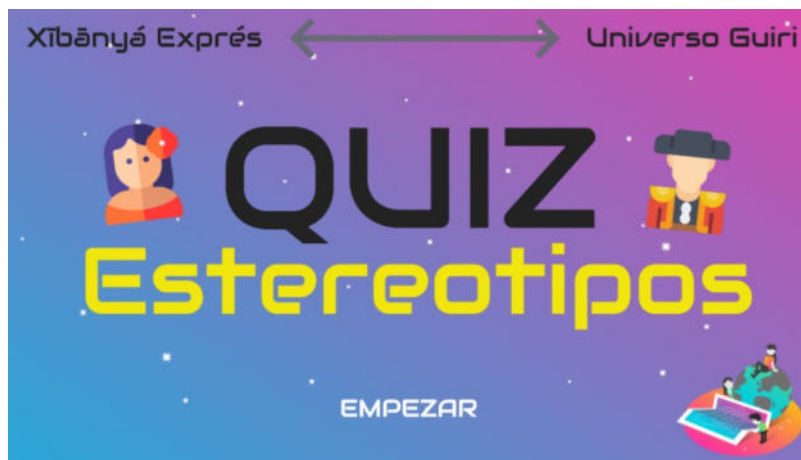 Xībānyá Exprés
Universo Guiri
QUIZ
Estereotipos
EMPEZAR